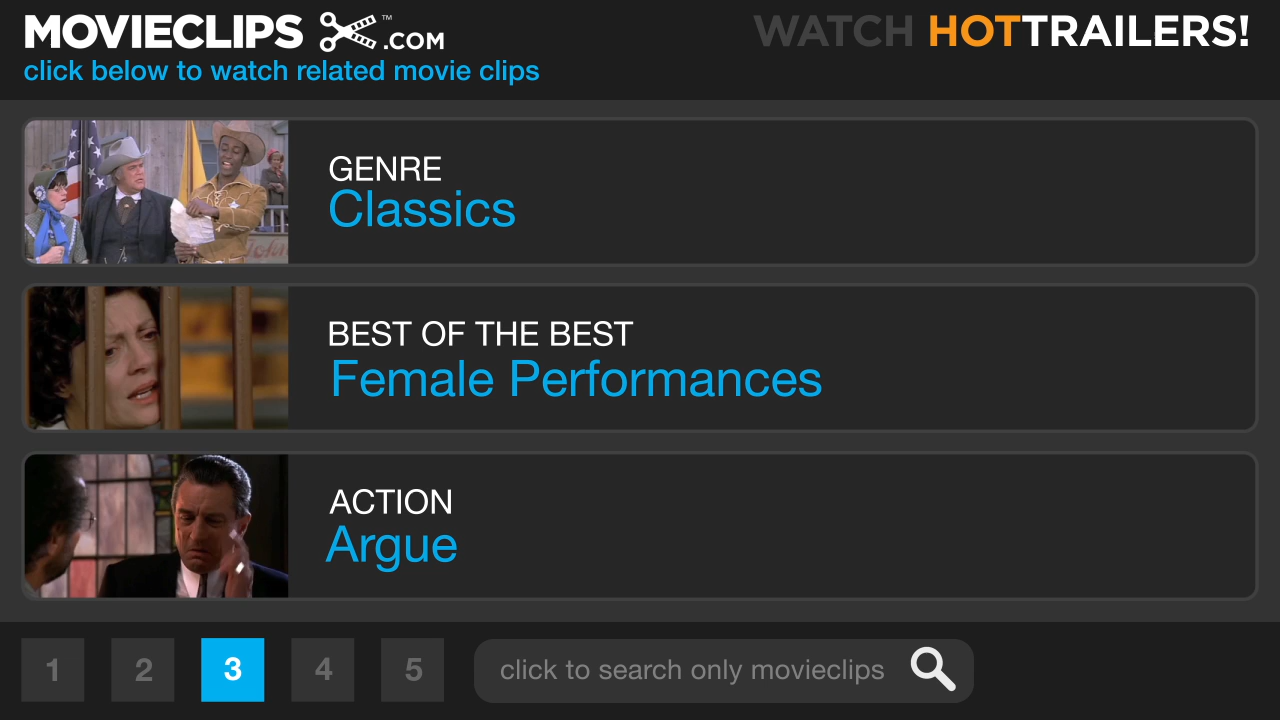 MOVIECLIPS ™ .COM
WATCH HOTTRAILERS!
click below to watch related movie clips
GENRE
Classics
BEST OF THE BEST
Female Performances
ACTION
Argue
1 2 3 4 5 click to search only movieclips